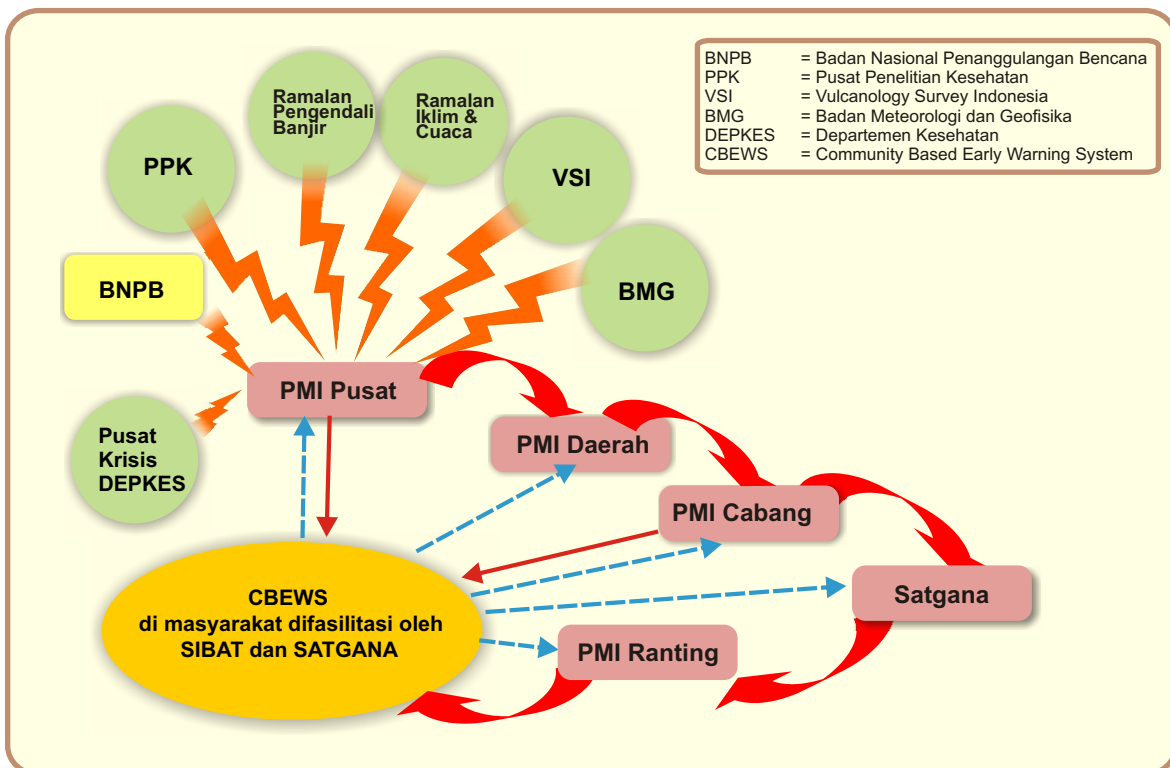 BNPB = Badan Nasional Penanggulangan Bencana
PPK = Pusat Penelitian Kesehatan
VSI = Vulcanology Survey Indonesia
BMG = Badan Meteorologi dan Geofisika
DEPKES = Departemen Kesehatan
CBEWS = Community Based Early Warning System
Ramalan
Pengendali
Banjir
Ramalan
Iklim &
Cuaca
PPK
VSI
BNPB
BMG
PMI Pusat
Pusat
Krisis
DEPKES
PMI Daerah
PMI Cabang
Satgana
CBEWS
di masyarakat difasilitasi oleh
SIBAT dan SATGANA
PMI Ranting